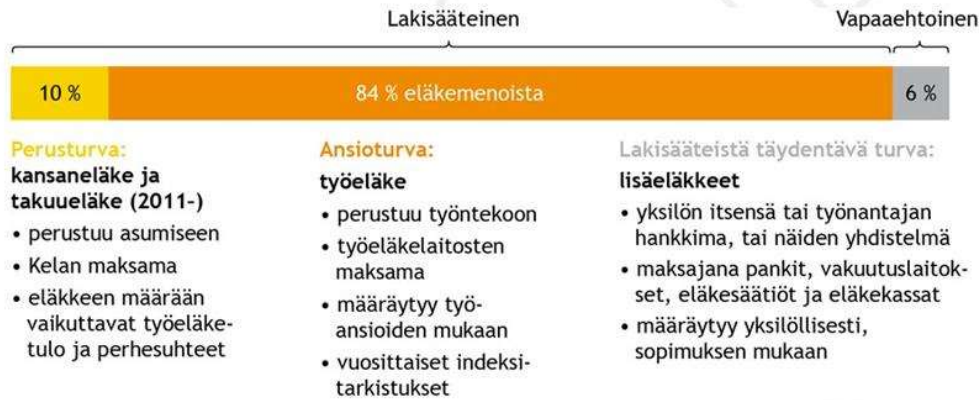 Lakisääteinen
Vapaaehtoinen
10 %
84 % eläkemenoista
6 %
Perusturva:
kansaneläke ja
takuueläke (2011-)
• perustuu asumiseen
• Kelan maksama
• eläkkeen määrään
vaikuttavat työeläke-
tulo ja perhesuhteet
Ansioturva:
työeläke
• perustuu työntekoon
• työeläkelaitosten
maksama
• määräytyy työ-
ansioiden mukaan
• vuosittaiset indeksi-
tarkistukset
Lakisääteistä täydentävä turva:
lisäeläkkeet
• yksilön itsensä tai työnantajan
hankkima, tai näiden yhdistelmä
• maksajana pankit, vakuutuslaitok-
set, eläkesäätiöt ja eläkekassat
• määräytyy yksilöllisesti,
sopimuksen mukaan